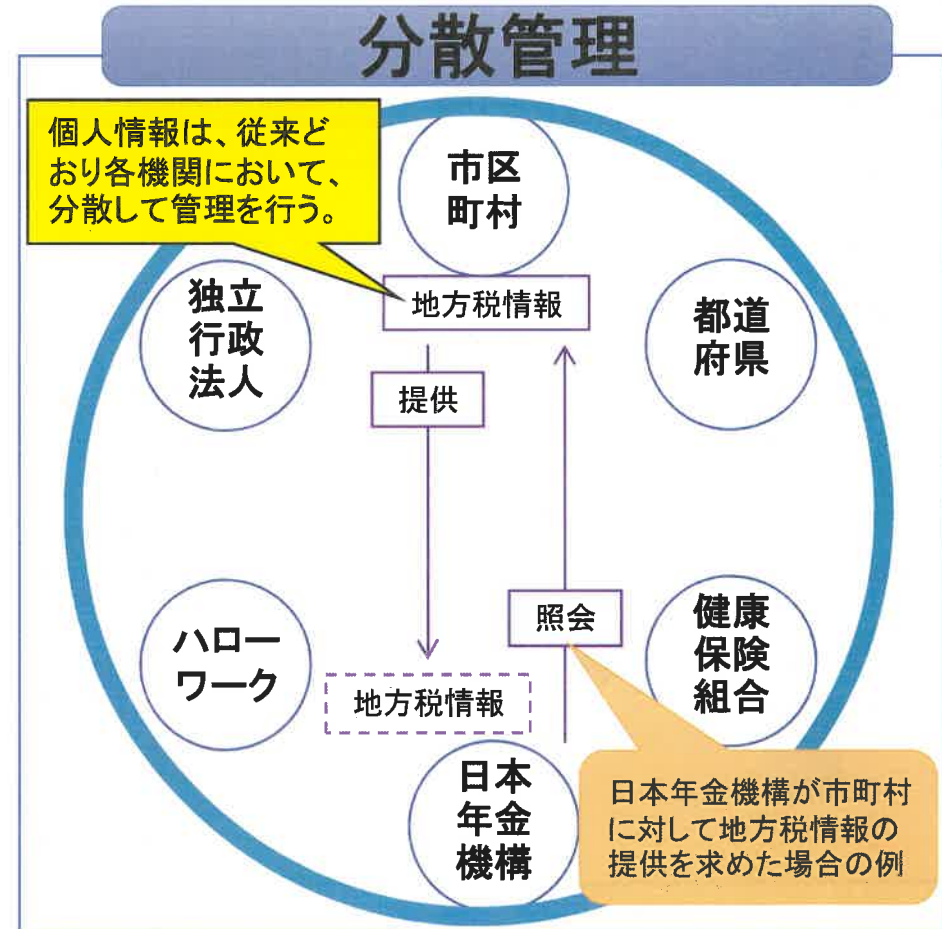 分散管理
個人情報は、従来ど
おり各機関において、
分散して管理を行う。
市区
町村
地方税情報
独立
行政
法人
都道
府県
提供
照会
ハロー
ワーク
健康
保険
組合
地方税情報
日本
年金
機構
日本年金機構が市町村
に対して地方税情報の
提供を求めた場合の例